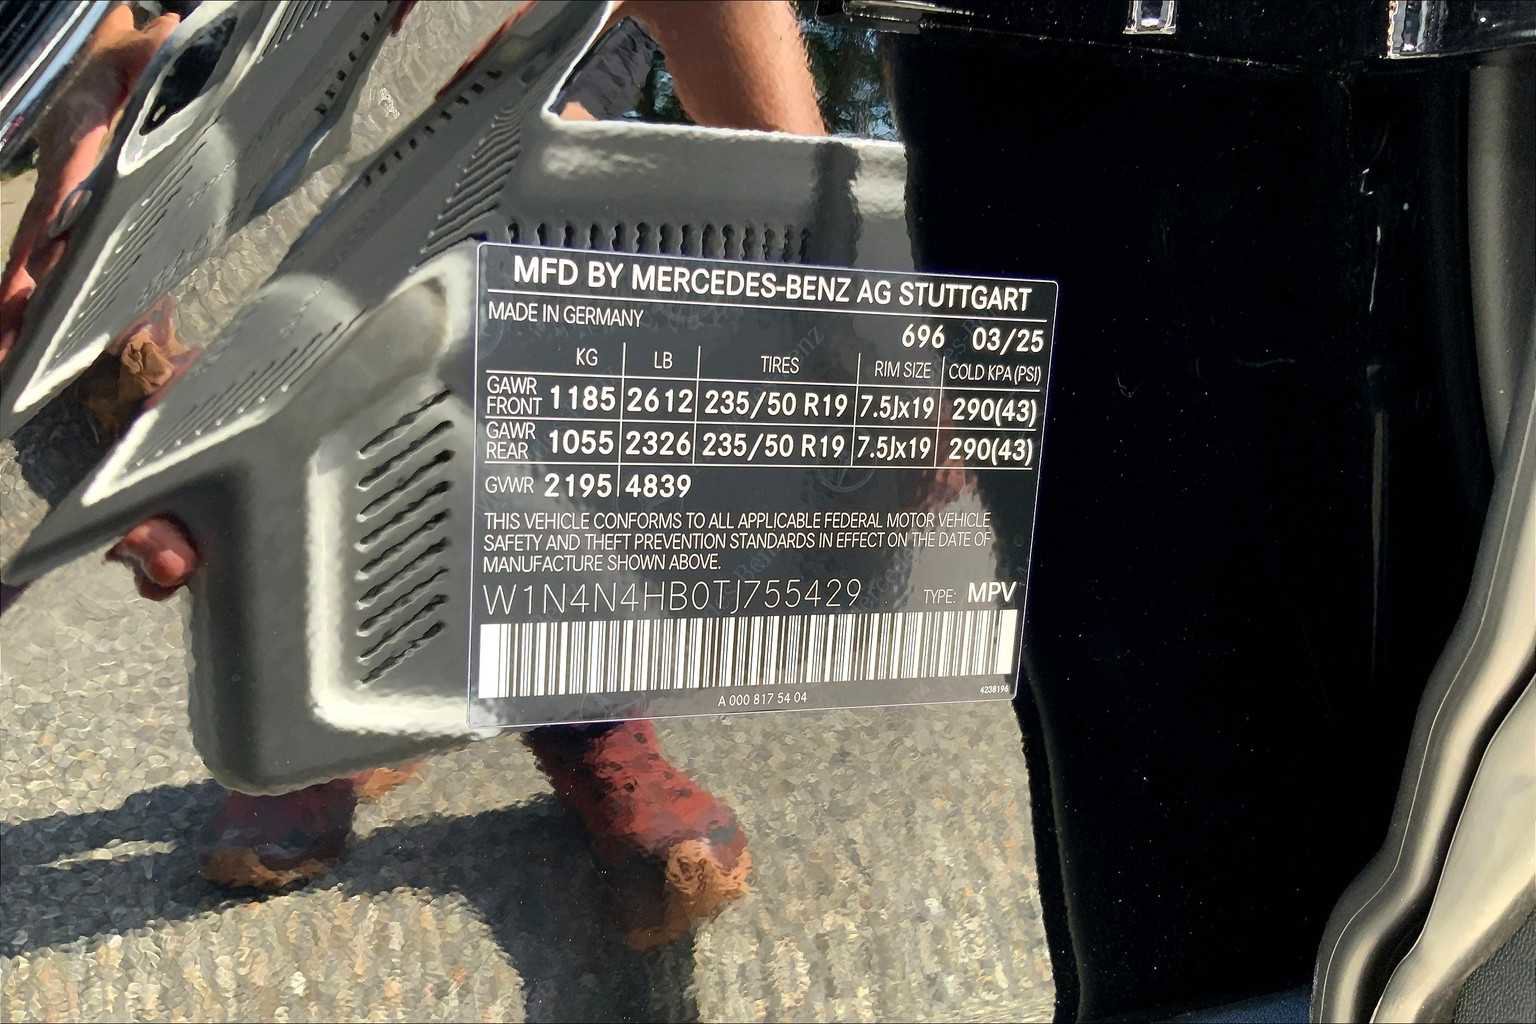 MFD BY MERCEDES-BENZ AG STUTTGART
MADE IN GERMANY
696 03/25
KG LB TIRES RIM SIZE COLD KPA (PSI)
GAWR FRONT 1185 2612 235/50 R19 7.5Jx19 290(43)
GAWR REAR 1055 2326 235/50 R19 7.5Jx19 290(43)
GVWR 2195 4839
THIS VEHICLE CONFORMS TO ALL APPLICABLE FEDERAL MOTOR VEHICLE
SAFETY AND THEFT PREVENTION STANDARDS IN EFFECT ON THE DATE OF
MANUFACTURE SHOWN ABOVE.
W1N4N4HB0TJ755429 TYPE: MPV
A 000 817 54 04
4238196